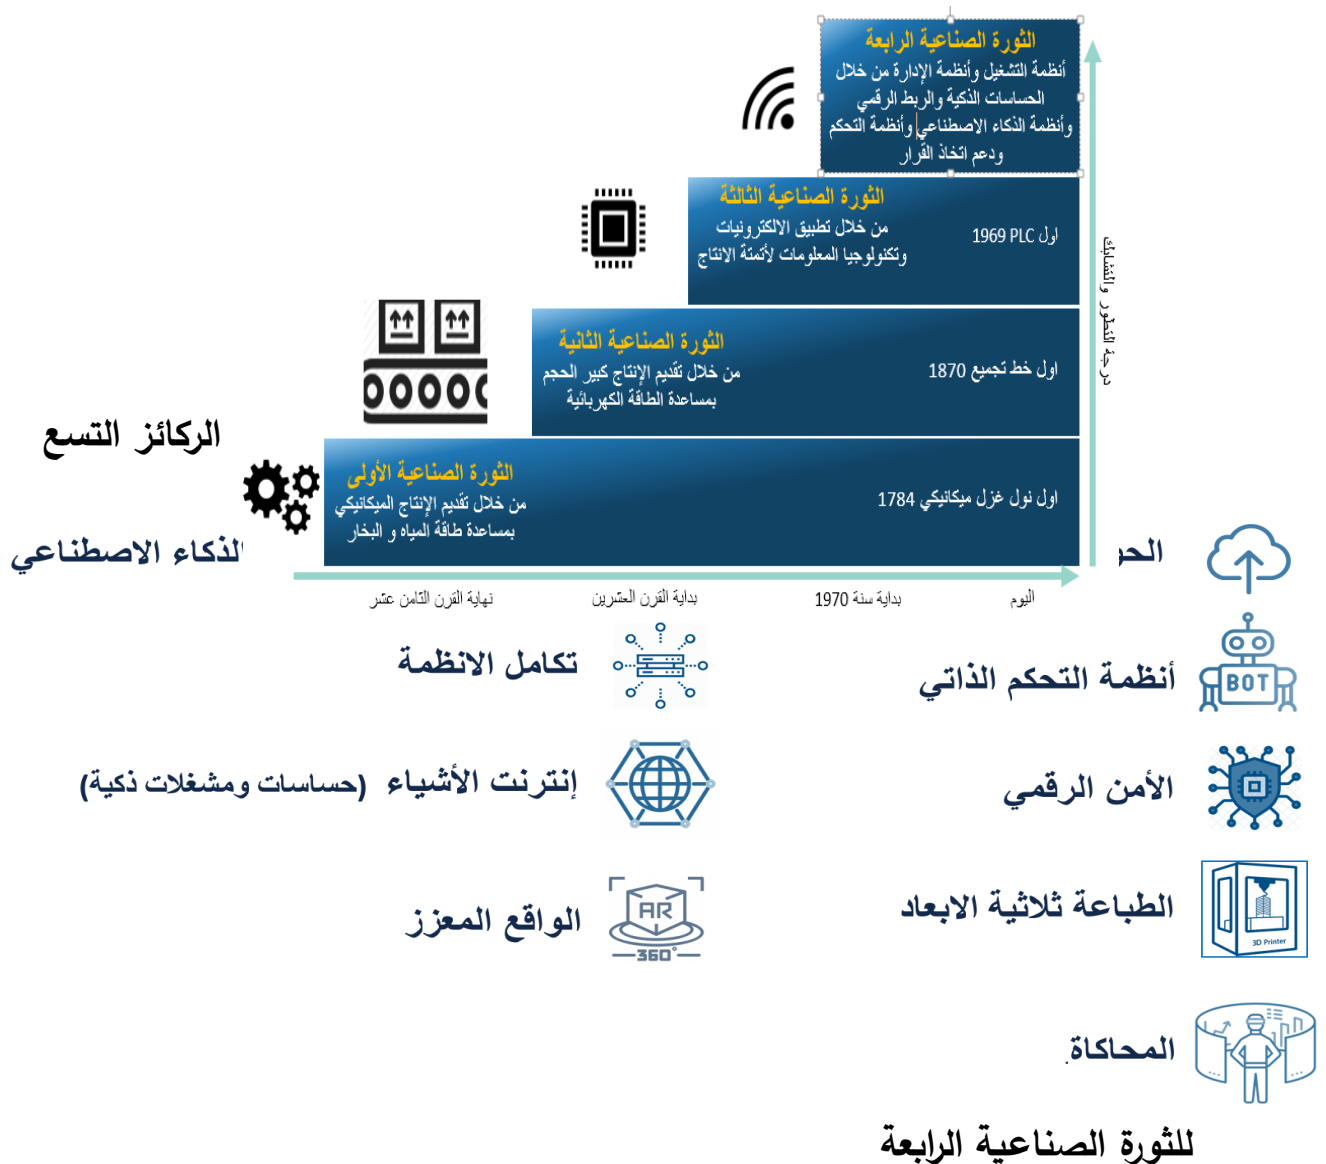 الثورة الصناعية الرابعة
أنظمة التشغيل وأنظمة الإدارة من خلال
الحساسات الذكية والربط الرقمي
وأنظمة الذكاء الاصطناعي وأنظمة التحكم
ودعم اتخاذ القرار
الثورة الصناعية الثالثة
من خلال تطبيق الالكترونيات
وتكنولوجيا المعلومات لأتمتة الانتاج
اول PLC 1969
درجة التطور والتشابك
الثورة الصناعية الثانية
من خلال تقديم الإنتاج كبير الحجم
بمساعدة الطاقة الكهربائية
اول خط تجميع 1870
الركائز التسع
الثورة الصناعية الأولى
من خلال تقديم الإنتاج الميكانيكي
بمساعدة طاقة المياه و البخار
اول نول غزل ميكانيكي 1784
الذكاء الاصطناعي
نهاية القرن الثامن عشر
بداية القرن العشرين
بداية سنة 1970
اليوم
أنظمة التحكم الذاتي
BOT
تكامل الانظمة
الأمن الرقمي
إنترنت الأشياء (حساسات ومشغلات ذكية)
الطباعة ثلاثية الابعاد
3D Printer
الواقع المعزز
AR
360°
المحاكاة.
للثورة الصناعية الرابعة